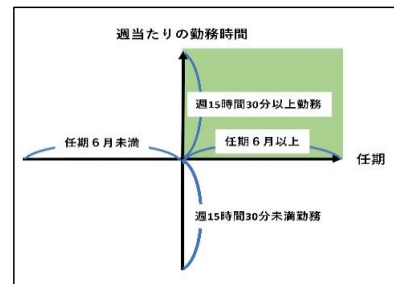 週当たりの勤務時間
週15時間30分以上勤務
任期６月未満
任期６月以上
任期
週15時間30分未満勤務